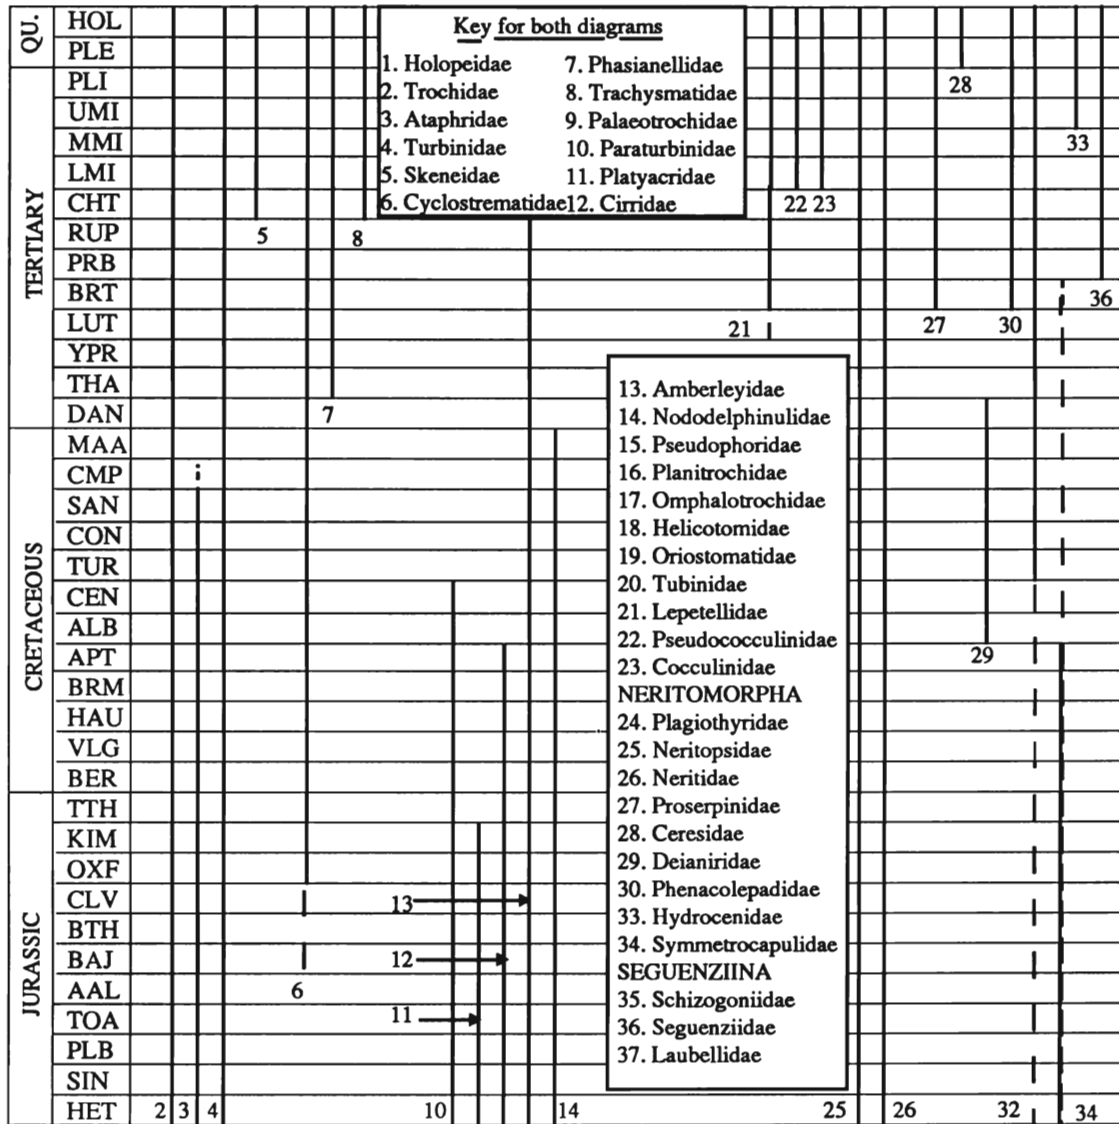 QU.
HOL
PLE
TERTIARY
PLI
UMI
MMI
LMI
CHT
RUP
PRB
BRT
LUT
YPR
THA
DAN
CRETACEOUS
MAA
CMP
SAN
CON
TUR
CEN
ALB
APT
BRM
HAU
VLG
BER
JURASSIC
TTH
KIM
OXF
CLV
BTH
BAJ
AAL
TOA
PLB
SIN
HET
Key for both diagrams
1. Holopeidae
2. Trochidae
3. Ataphridae
4. Turbinidae
5. Skeneidae
6. Cyclostrematidae
7. Phasianellidae
8. Trachysmatidae
9. Palaeotrochidae
10. Paraturbinidae
11. Platyacridae
12. Cirridae
28
33
22 23
5
8
36
21
27
30
7
29
13. Amberleyidae
14. Nododelphinulidae
15. Pseudophoridae
16. Planitrochidae
17. Omphalotrochidae
18. Helicotomidae
19. Oriostomatidae
20. Tubinidae
21. Lepetellidae
22. Pseudococculinidae
23. Cocculinidae
NERITOMORPHA
24. Plagiothyridae
25. Neritopsidae
26. Neritidae
27. Proserpinidae
28. Ceresidae
29. Deianiridae
30. Phenacolepadidae
33. Hydrocenidae
34. Symmetrocapulidae
SEGUENZIINA
35. Schizogoniidae
36. Seguenziidae
37. Laubellidae
13
12
6
11
2 3 4 10 14 25 26 32 34